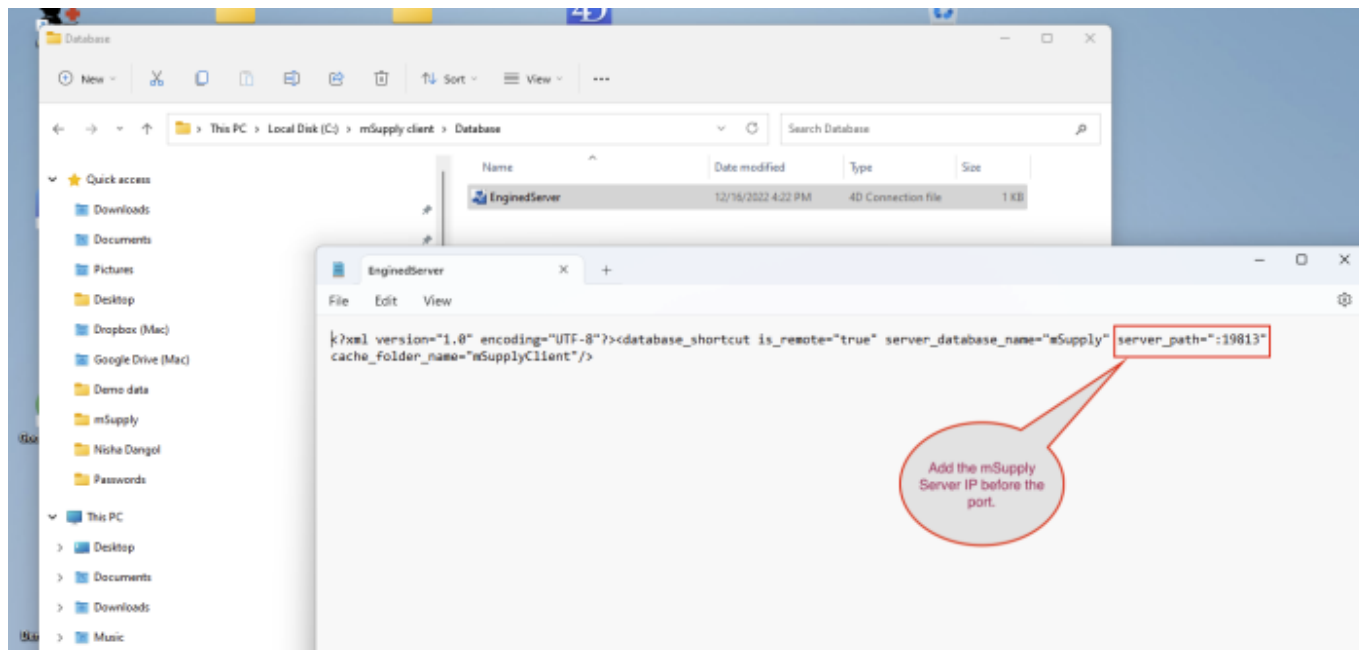 4D
Database
New
Sort
View
This PC > Local Disk (C:) > mSupply client > Database
Search Database
Name
Date modified
Type
Size
Quick access
EnginedServer
12/16/2022 4:22 PM
4D Connection file
1 KB
Downloads
Documents
Pictures
Desktop
Dropbox (Mac)
Google Drive (Mac)
Demo data
mSupply
Nisha Dangol
Passwords
This PC
Desktop
Documents
Downloads
Music
EnginedServer
File Edit View
<?xml version="1.0" encoding="UTF-8"?><database_shortcut is_remote="true" server_database_name="mSupply" server_path=":19813"
cache_folder_name="mSupplyClient"/>
Add the mSupply
Server IP before the
port.